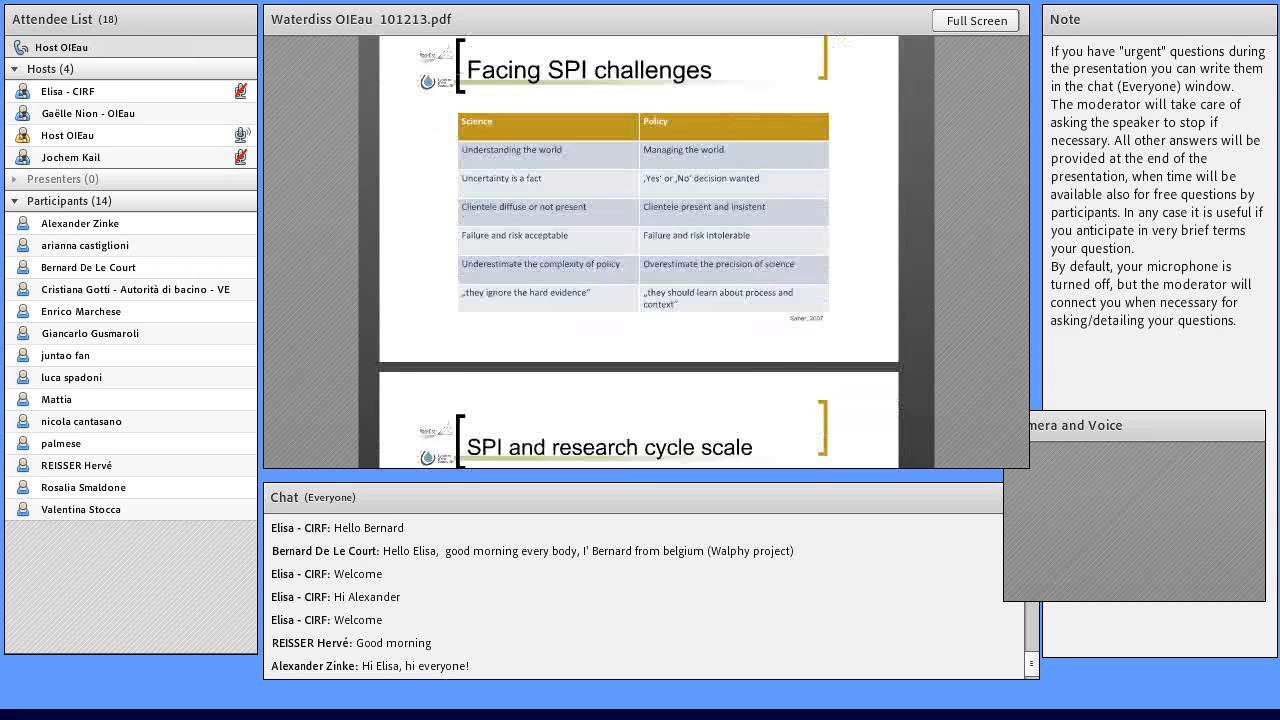 Attendee List (18)
Host OIEau
Hosts (4)
Elisa - CIRF
Gaëlle Nion - OIEau
Host OIEau
Jochem Kail
Presenters (0)
Participants (14)
Alexander Zinke
arianna castiglioni
Bernard De Le Court
Cristiana Gotti - Autorità di bacino - VE
Enrico Marchese
Giancarlo Gusmaroli
juntao fan
luca spadoni
Mattia
nicola cantasano
palmese
REISSER Hervé
Rosalia Smaldone
Valentina Stocca
Waterdiss OIEau 101213.pdf
Full Screen
Facing SPI challenges
Science Policy
Understanding the world Managing the world
Uncertainty is a fact ‚Yes' or ‚No' decision wanted
Clientele diffuse or not present Clientele present and insistent
Failure and risk acceptable Failure and risk intolerable
Underestimate the complexity of policy Overestimate the precision of science
„they ignore the hard evidence" „they should learn about process and
context"
2007
SPI and research cycle scale
Chat (Everyone)
Elisa - CIRF: Hello Bernard
Bernard De Le Court: Hello Elisa, good morning every body, I' Bernard from belgium (Walphy project)
Elisa - CIRF: Welcome
Elisa - CIRF: Hi Alexander
Elisa - CIRF: Welcome
REISSER Hervé: Good morning
Alexander Zinke: Hi Elisa, hi everyone!
Note
If you have "urgent" questions during
the presentation you can write them
in the chat (Everyone) window.
The moderator will take care of
asking the speaker to stop if
necessary. All other answers will be
provided at the end of the
presentation, when time will be
available also for free questions by
participants. In any case it is useful if
you anticipate in very brief terms
your question.
By default, your microphone is
turned off, but the moderator will
connect you when necessary for
asking/detailing your questions.
mera and Voice